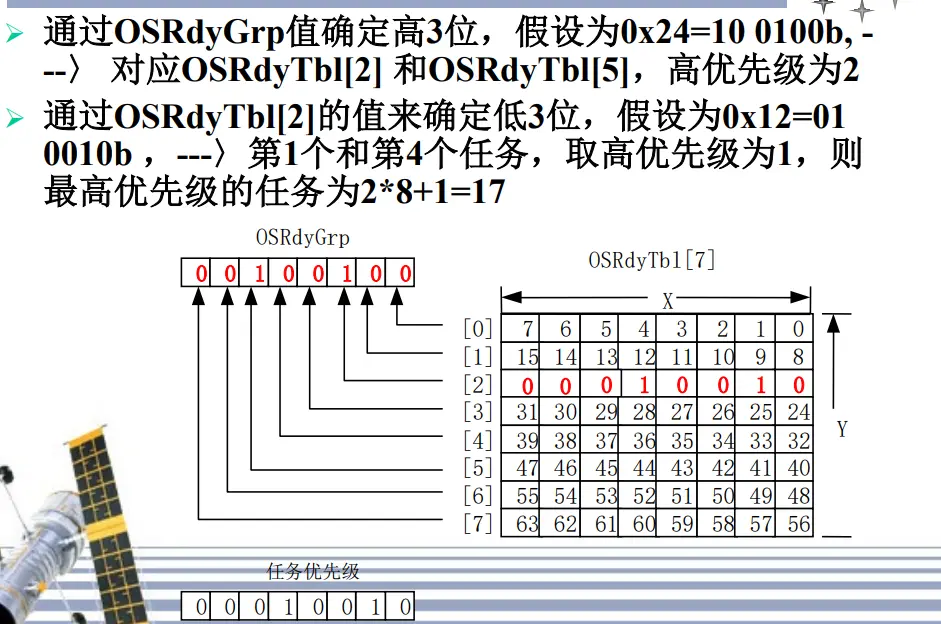 通过OSRdyGrp值确定高3位，假设为0x24=10 0100b, -
--〉 对应OSRdyTbl[2] 和OSRdyTbl[5]，高优先级为2
通过OSRdyTbl[2]的值来确定低3位，假设为0x12=01
0010b ，---〉第1个和第4个任务，取高优先级为1，则
最高优先级的任务为2*8+1=17
OSRdyGrp
0 0 1 0 0 1 0 0
OSRdyTbl[7]
X
[0] 7 6 5 4 3 2 1 0
[1] 15 14 13 12 11 10 9 8
[2] 0 0 0 1 0 0 1 0
[3] 31 30 29 28 27 26 25 24
[4] 39 38 37 36 35 34 33 32
[5] 47 46 45 44 43 42 41 40
[6] 55 54 53 52 51 50 49 48
[7] 63 62 61 60 59 58 57 56
Y
任务优先级
0 0 0 1 0 0 1 0